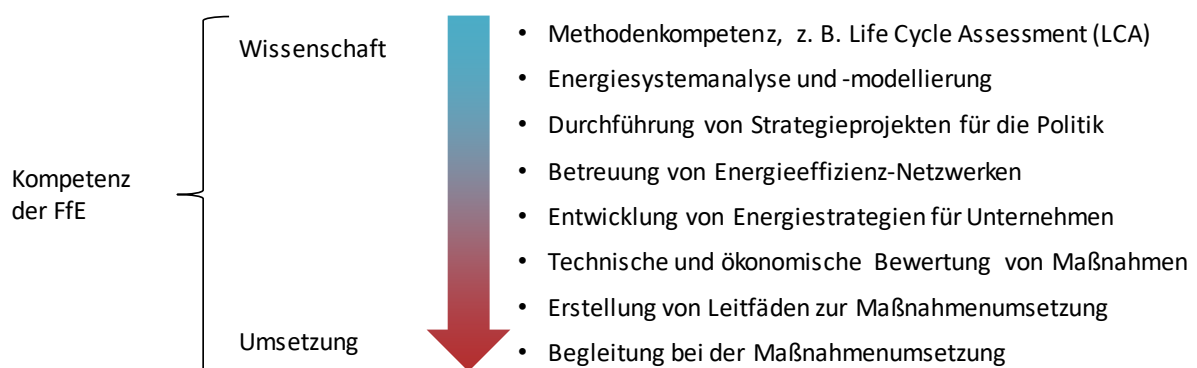 Kompetenz
der FfE
Wissenschaft
Umsetzung
• Methodenkompetenz, z. B. Life Cycle Assessment (LCA)
• Energiesystemanalyse und -modellierung
• Durchführung von Strategieprojekten für die Politik
• Betreuung von Energieeffizienz-Netzwerken
• Entwicklung von Energiestrategien für Unternehmen
• Technische und ökonomische Bewertung von Maßnahmen
• Erstellung von Leitfäden zur Maßnahmenumsetzung
• Begleitung bei der Maßnahmenumsetzung